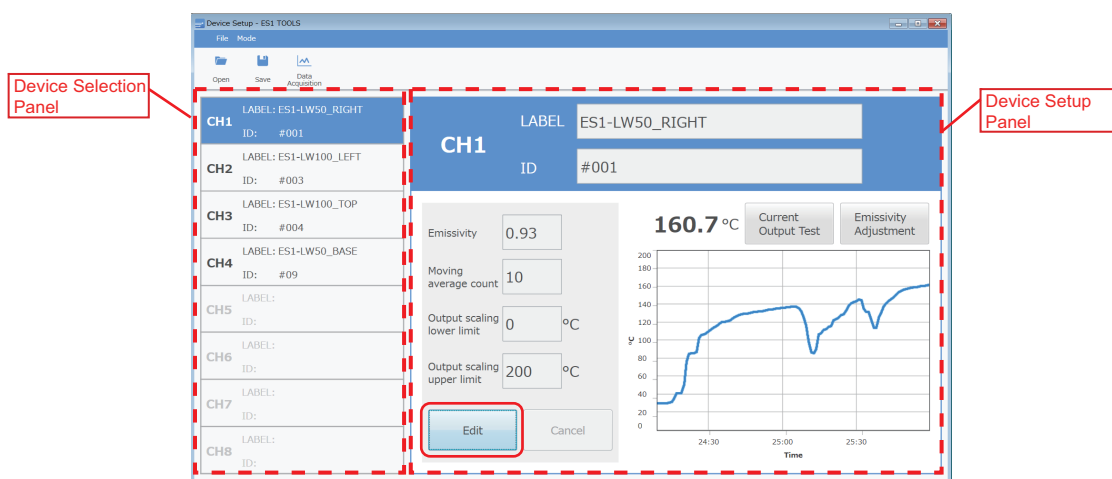 Device Setup - ES1 TOOLS
File Mode
Open Save Data
Acquisition
Device Selection
Panel
Device Setup
Panel
CH1
LABEL: ES1-LW50_RIGHT
ID: #001
CH2
LABEL: ES1-LW100_LEFT
ID: #003
CH3
LABEL: ES1-LW100_TOP
ID: #004
CH4
LABEL: ES1-LW50_BASE
ID: #09
CH5
LABEL:
ID:
CH6
LABEL:
ID:
CH7
LABEL:
ID:
CH8
LABEL:
ID:
CH1
LABEL ES1-LW50_RIGHT
ID #001
Emissivity 0.93
Moving
average count 10
Output scaling
lower limit 0 °C
Output scaling
upper limit 200 °C
Edit Cancel
160.7 °C
Current
Output Test
Emissivity
Adjustment
200
180
160
140
120
100
80
60
40
20
0
°C
24:30 25:00 25:30
Time